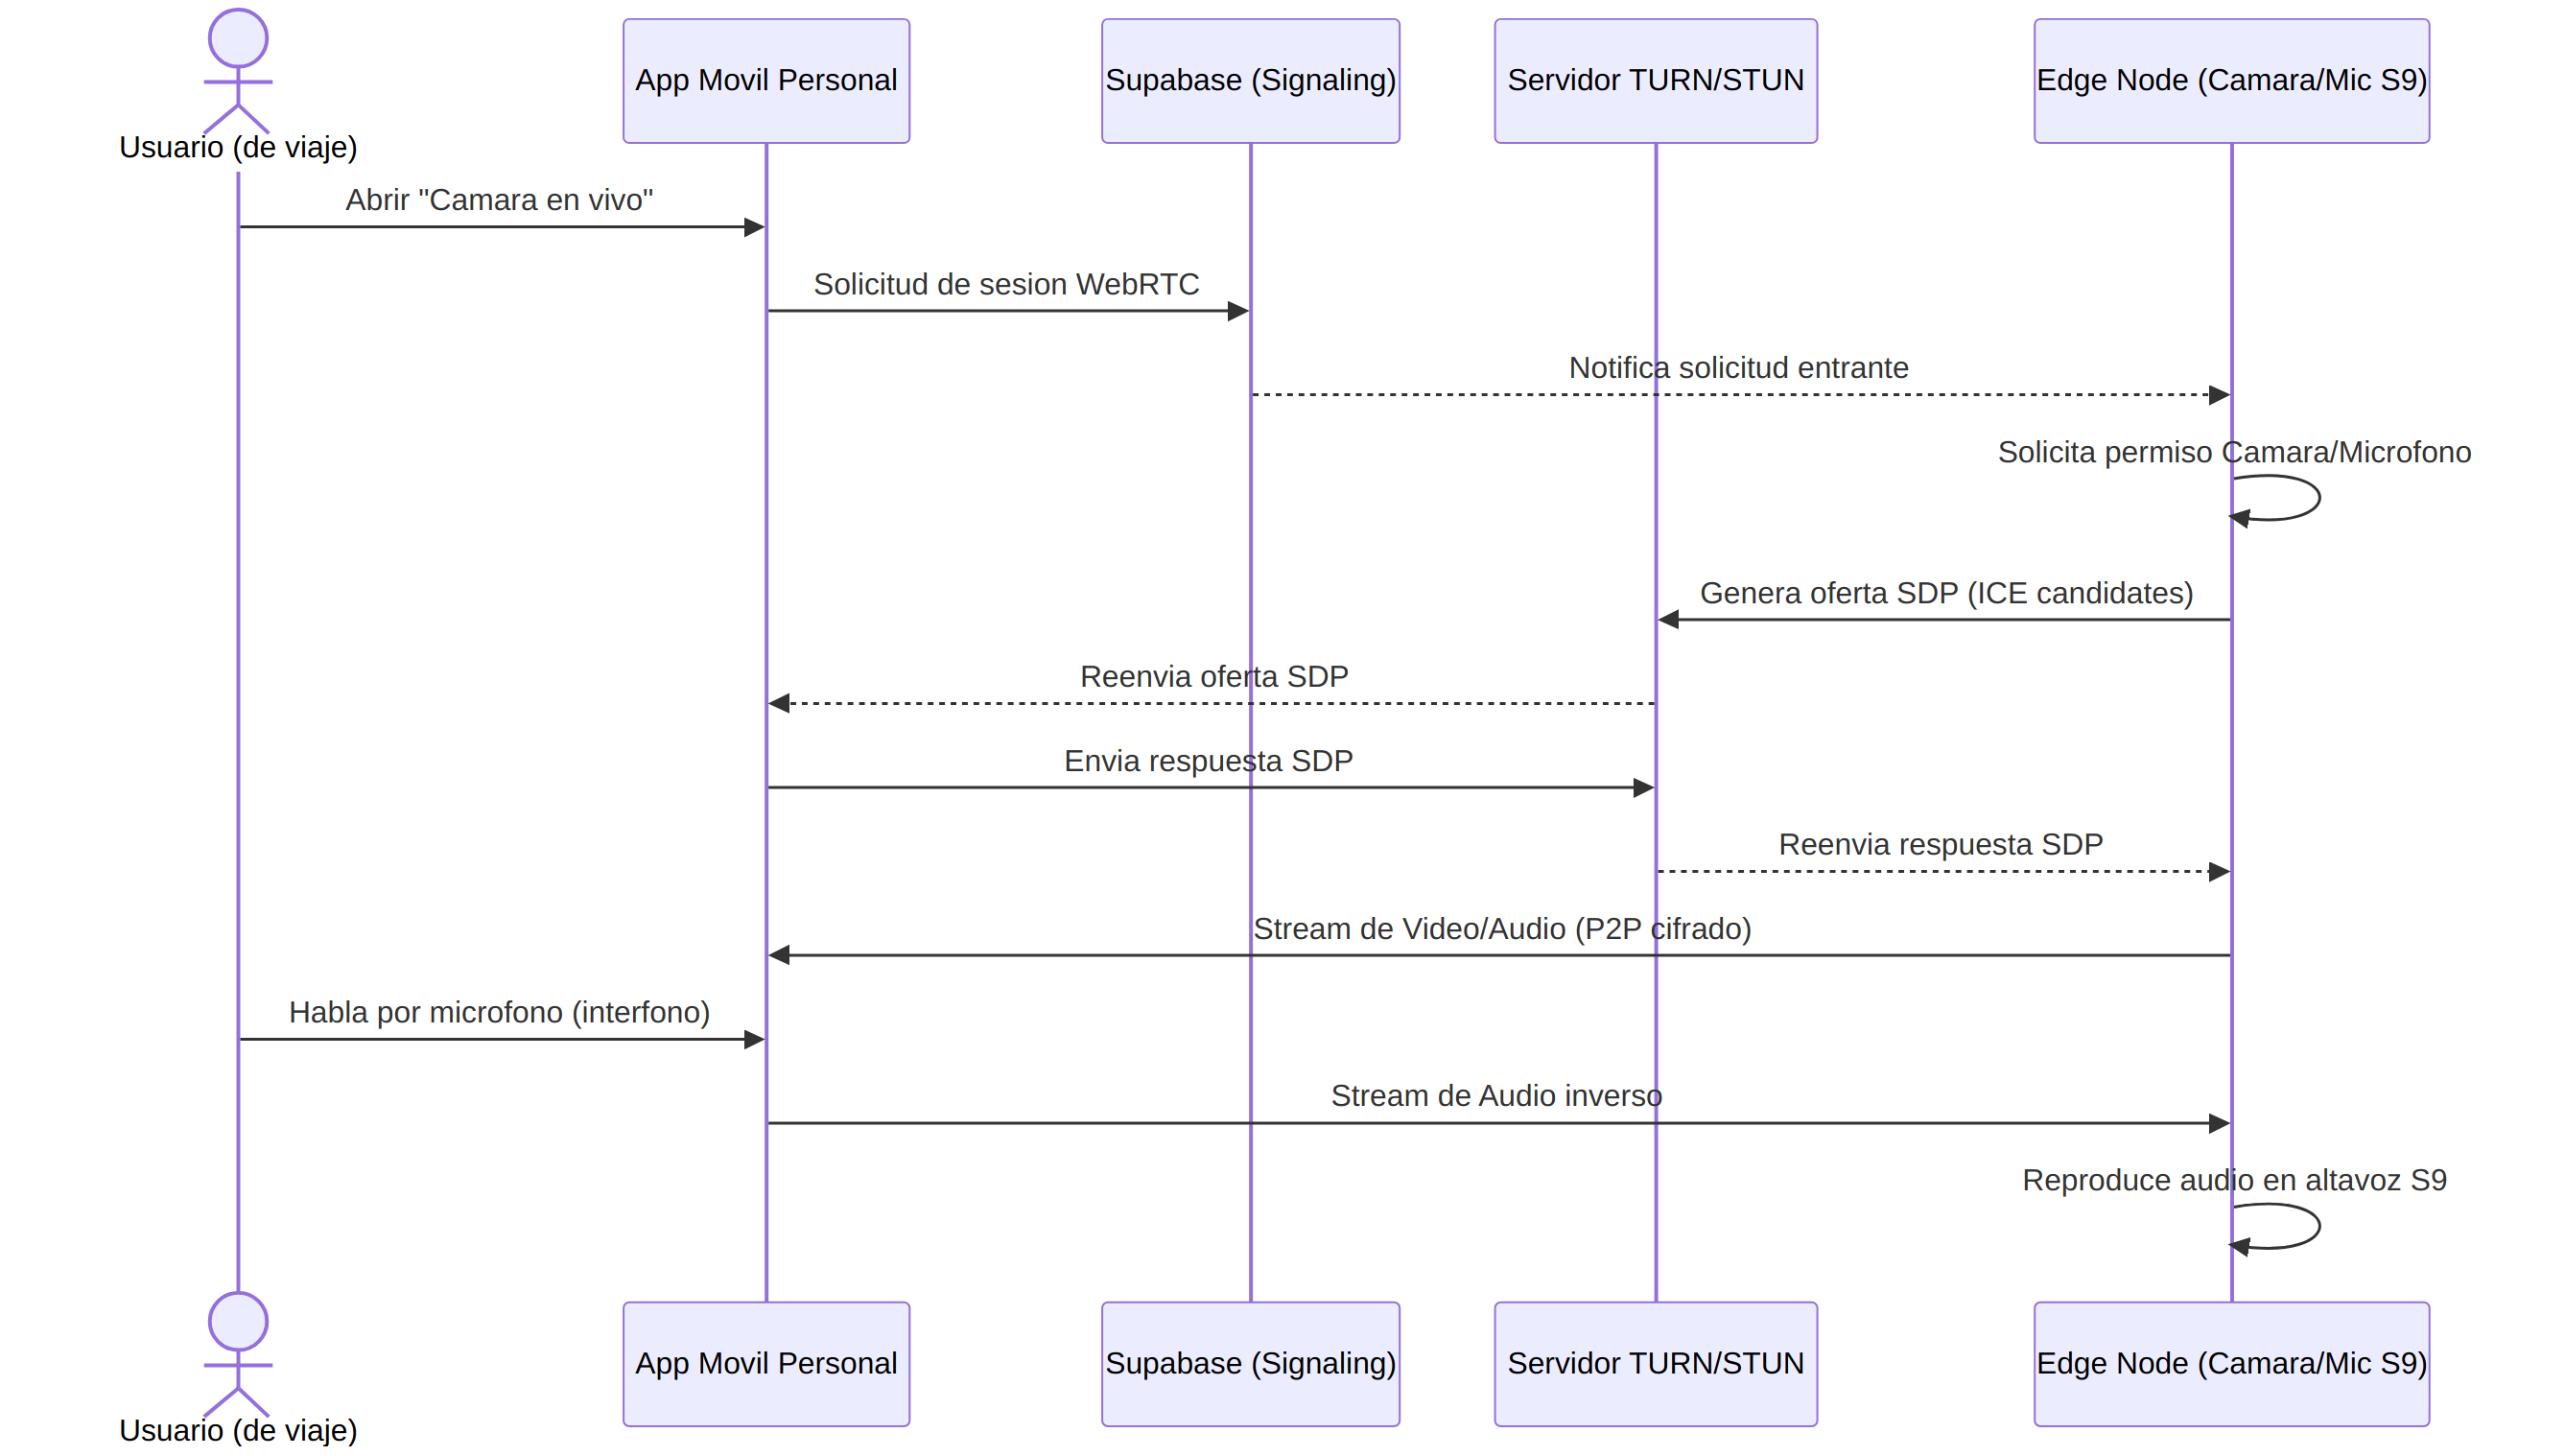 Usuario (de viaje)
App Movil Personal
Supabase (Signaling)
Servidor TURN/STUN
Edge Node (Camara/Mic S9)
Abrir "Camara en vivo"
Solicitud de sesion WebRTC
Notifica solicitud entrante
Solicita permiso Camara/Microfono
Genera oferta SDP (ICE candidates)
Reenvia oferta SDP
Envia respuesta SDP
Reenvia respuesta SDP
Stream de Video/Audio (P2P cifrado)
Habla por microfono (interfono)
Stream de Audio inverso
Reproduce audio en altavoz S9
Usuario (de viaje)
App Movil Personal
Supabase (Signaling)
Servidor TURN/STUN
Edge Node (Camara/Mic S9)